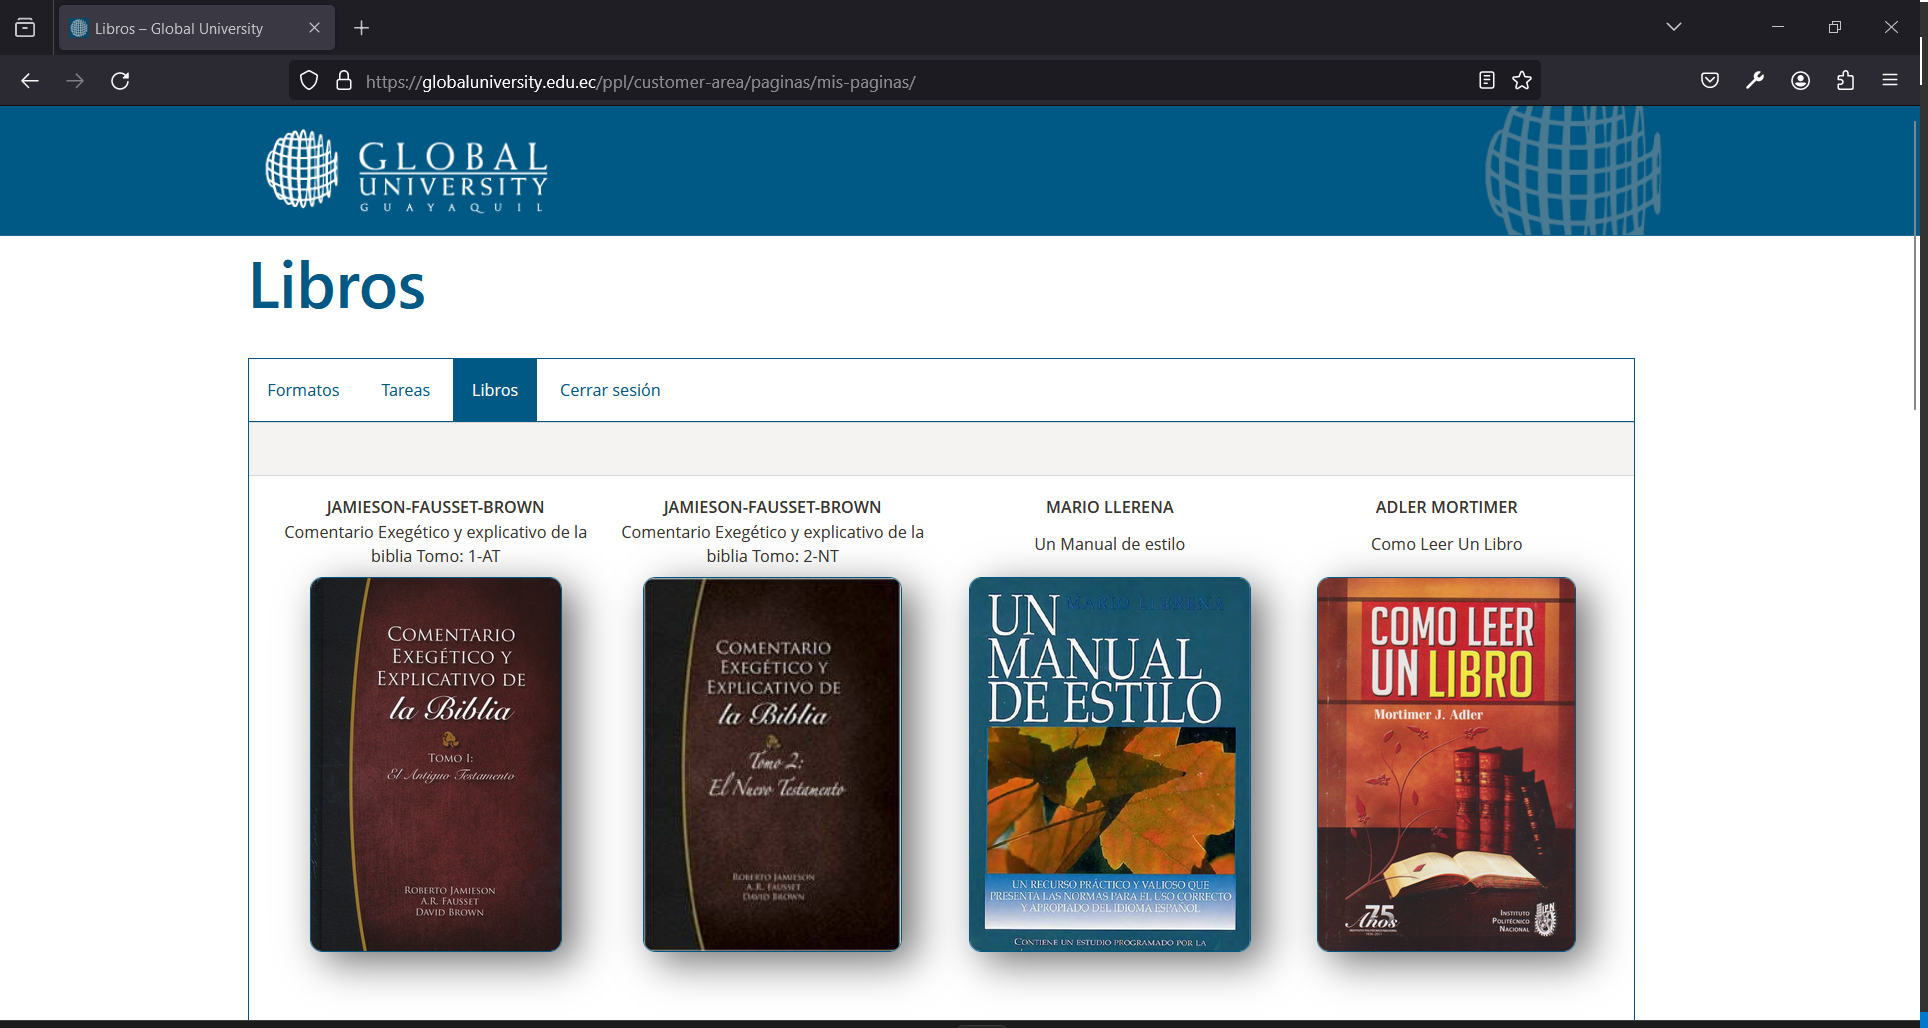 Libros – Global University
https://globaluniversity.edu.ec/ppl/customer-area/paginas/mis-paginas/
GLOBAL
UNIVERSITY
GUAYAQUIL
Libros
Formatos
Tareas
Libros
Cerrar sesión
JAMIESON-FAUSSET-BROWN
Comentario Exegético y explicativo de la
biblia Tomo: 1-AT
COMENTARIO
EXEGÉTICO Y
EXPLICATIVO DE
la Biblia
TOMO I:
El Antiguo Testamento
ROBERTO JAMIESON
A.R. FAUSSET
DAVID BROWN
JAMIESON-FAUSSET-BROWN
Comentario Exegético y explicativo de la
biblia Tomo: 2-NT
COMENTARIO
EXEGÉTICO Y
EXPLICATIVO DE
la Biblia
Tomo 2:
El Nuevo Testamento
ROBERTO JAMIESON
A.R. FAUSSET
DAVID BROWN
MARIO LLERENA
Un Manual de estilo
MARIO LLERENA
UN
MANUAL
DE ESTILO
UN RECURSO PRÁCTICO Y VALIOSO QUE
PRESENTA LAS NORMAS PARA EL USO CORRECTO
Y APROPIADO DEL IDIOMA ESPAÑOL
CONTIENE UN ESTUDIO PROGRAMADO POR LA
ADLER MORTIMER
Como Leer Un Libro
COMO LEER
UN LIBRO
Mortimer J. Adler
75
Años
INSTITUTO
POLITÉCNICO
NACIONAL